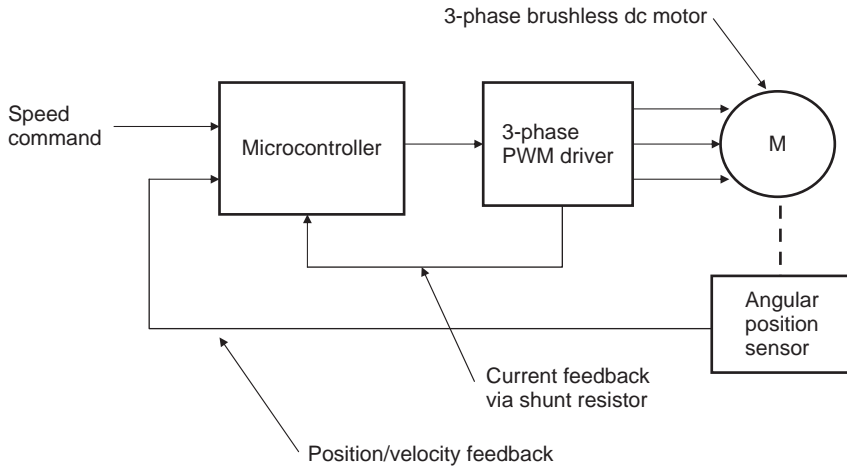 3-phase brushless dc motor
Speed
command
Microcontroller
3-phase
PWM driver
M
Angular
position
sensor
Current feedback
via shunt resistor
Position/velocity feedback